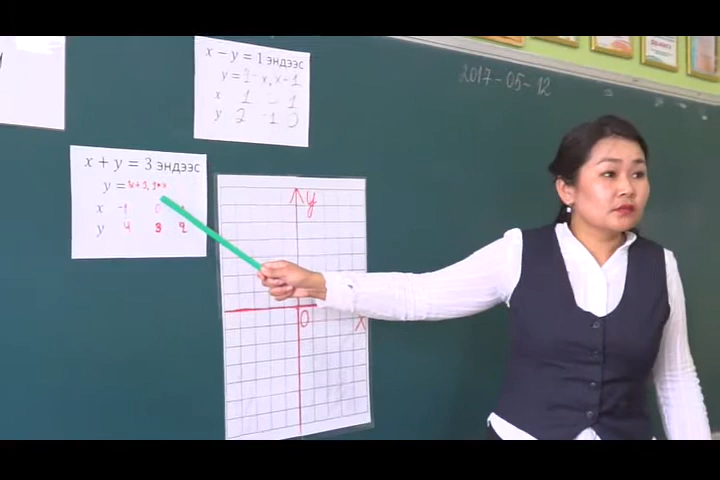 x − y = 1 эндээс
y = 1 - x, x - 1
x 1 0 1
y 2 -1 0
2017-05-12
x + y = 3 эндээс
y =
x -1 0
y 4 3 2
y
0
x